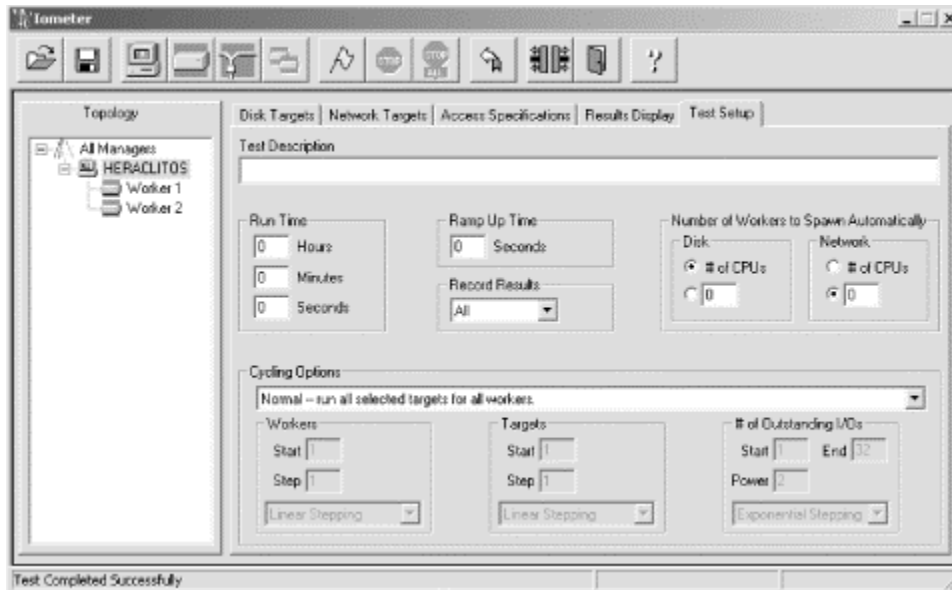 Iometer
STOP
STOP
ALL
Topology
All Managers
HERACLITOS
Worker 1
Worker 2
Disk Targets
Network Targets
Access Specifications
Results Display
Test Setup
Test Description
Run Time
0 Hours
0 Minutes
0 Seconds
Ramp Up Time
0 Seconds
Record Results
All
Number of Workers to Spawn Automatically
Disk
# of CPUs
0
Network
# of CPUs
0
Cycling Options
Normal -- run all selected targets for all workers.
Workers
Start 1
Step 1
Linear Stepping
Targets
Start 1
Step 1
Linear Stepping
# of Outstanding I/Os
Start 1 End 32
Power 2
Exponential Stepping
Test Completed Successfully